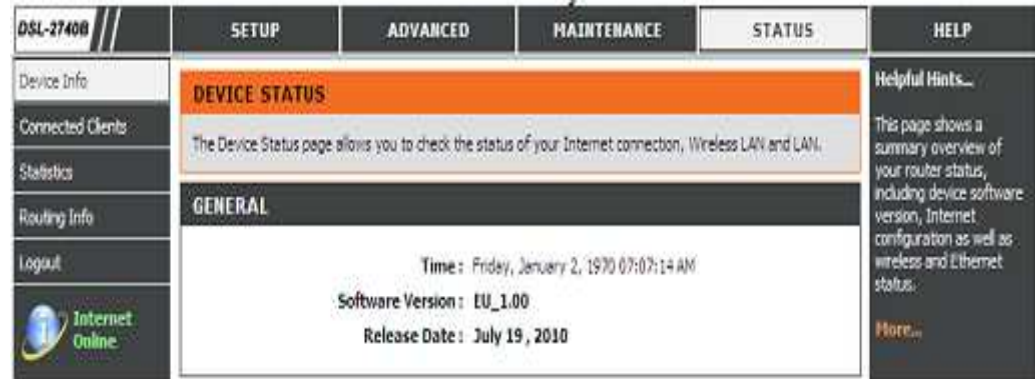 DSL-2740B
SETUP
ADVANCED
MAINTENANCE
STATUS
HELP
Device Info
Connected Clients
Statistics
Routing Info
Logout
Internet
Online
DEVICE STATUS
The Device Status page allows you to check the status of your Internet connection, Wireless LAN and LAN.
GENERAL
Time : Friday, January 2, 1970 07:07:14 AM
Software Version : EU_1.00
Release Date : July 19 , 2010
Helpful Hints...
This page shows a
summary overview of
your router status,
including device software
version, Internet
configuration as well as
wireless and Ethernet
status.
More...